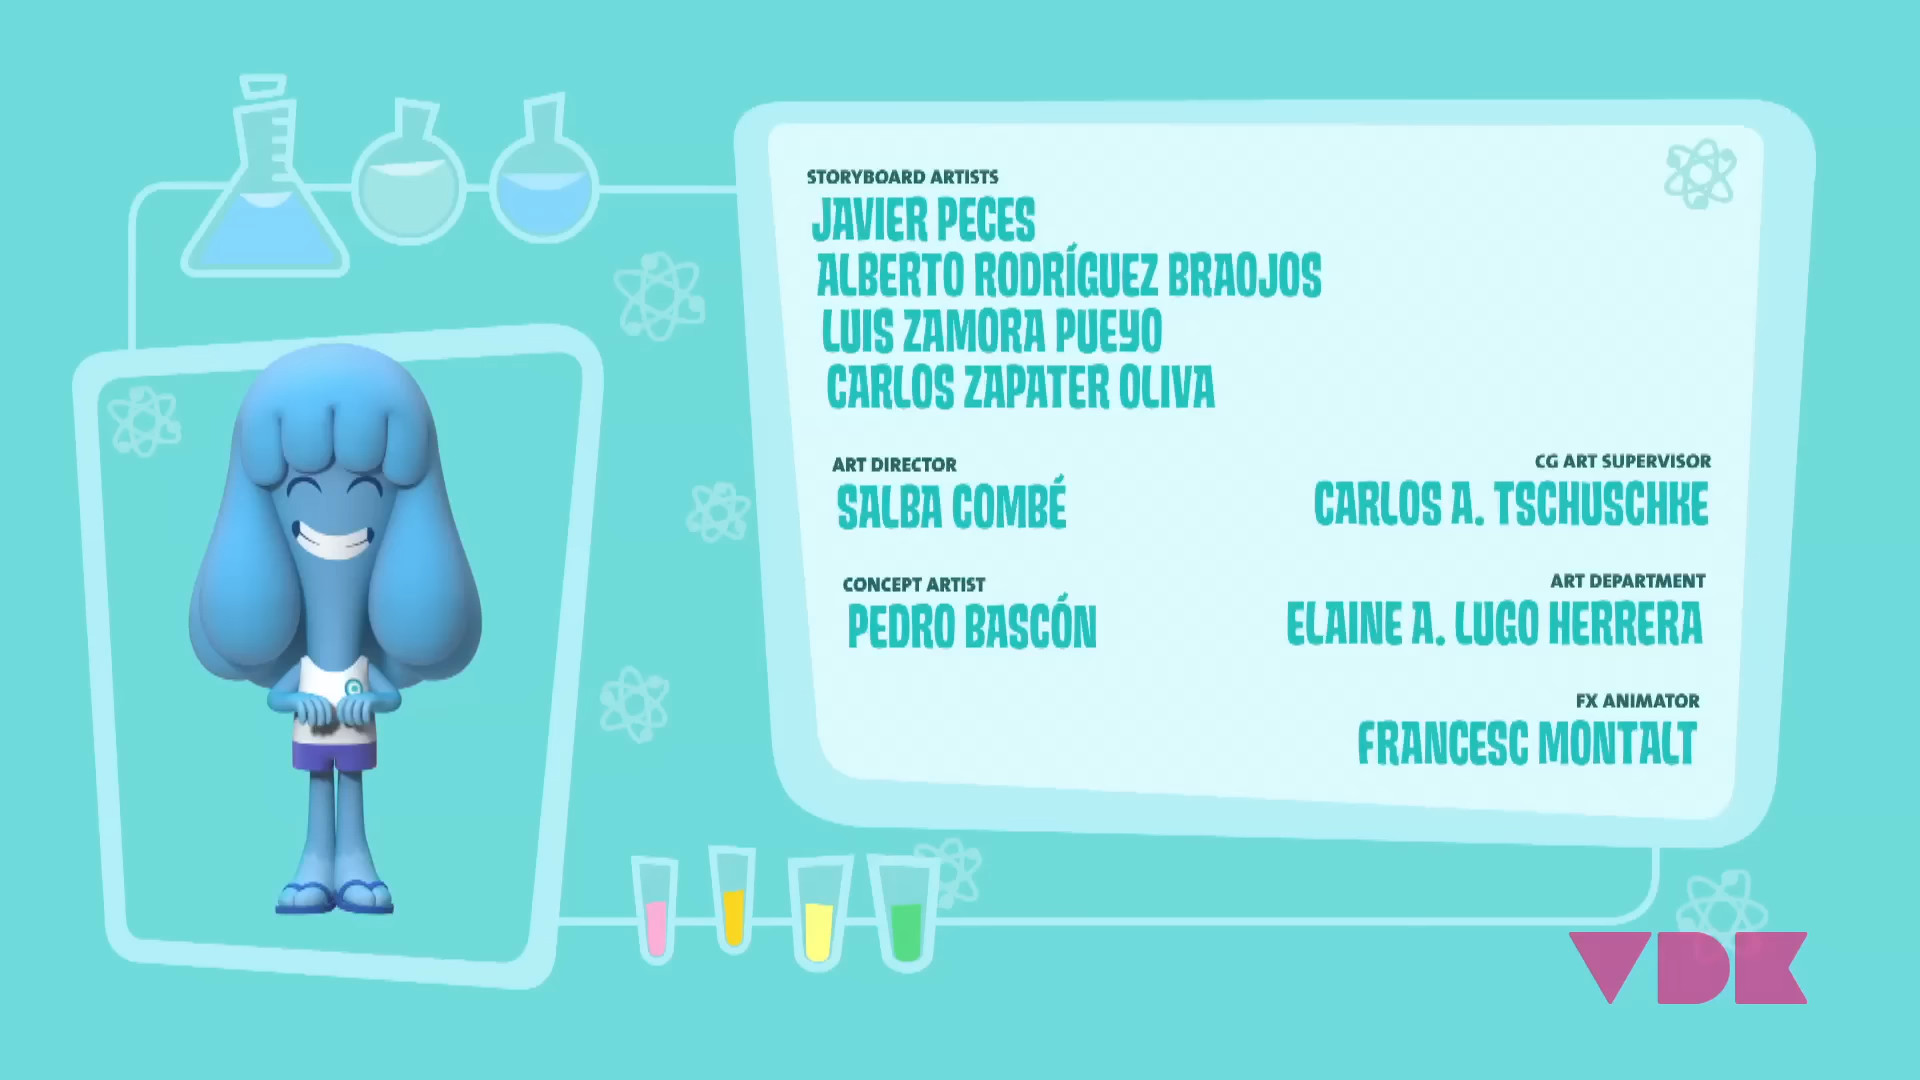 STORYBOARD ARTISTS
JAVIER PECES
ALBERTO RODRÍGUEZ BRAOJOS
LUIS ZAMORA PUEYO
CARLOS ZAPATER OLIVA
ART DIRECTOR
SALBA COMBÉ
CG ART SUPERVISOR
CARLOS A. TSCHUSCHKE
CONCEPT ARTIST
PEDRO BASCÓN
ART DEPARTMENT
ELAINE A. LUGO HERRERA
FX ANIMATOR
FRANCESC MONTALT
VDK